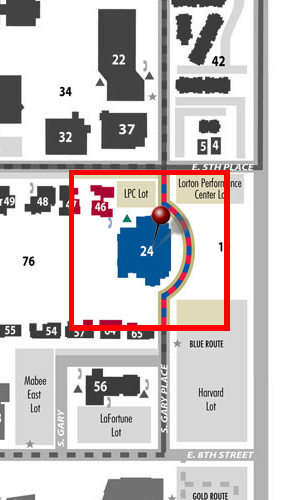 22
42
34
32
37
5 4
E. 5TH PLACE
49
48
46
LPC Lot
Lorton Performance
Center Lot
24
76
1
55
54
57
64
65
BLUE ROUTE
Mabee
East
Lot
56
LaFortune
Lot
S. GARY
S. GARY PLACE
Harvard
Lot
E. 8TH STREET
GOLD ROUTE